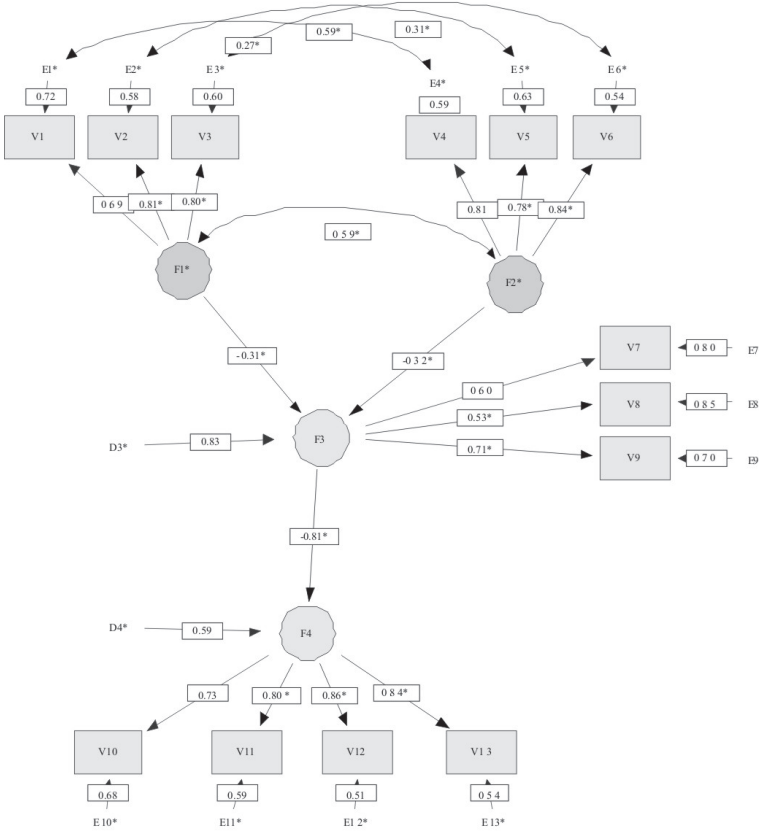 0.59* 0.31*
0.27*
E1* E2* E3* E5* E6*
E4*
0.72 0.58 0.60 0.59 0.63 0.54
V1 V2 V3 V4 V5 V6
0 6 9 0.81* 0.80* 0.81 0.78* 0.84*
0 5 9*
F1* F2*
-0.31* -0 3 2*
V7 0 8 0 E7
0 6 0
V8 0 8 5 E8
0.53*
F3
D3* 0.83
0.71* V9 0 7 0 E9
-0.81*
D4* 0.59 F4
0.73 0.80 * 0.86* 0 8 4*
V10 V11 V12 V1 3
0.68 0.59 0.51 0 5 4
E10* E11* E1 2* E13*